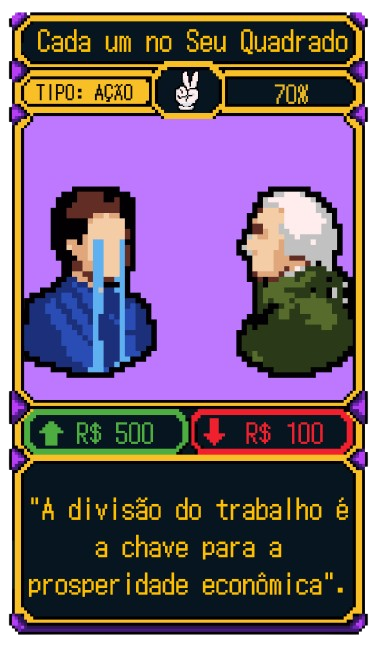 Cada um no Seu Quadrado
TIPO: AÇÃO
70%
R$ 500
R$ 100
"A divisão do trabalho é
a chave para a
prosperidade econômica".